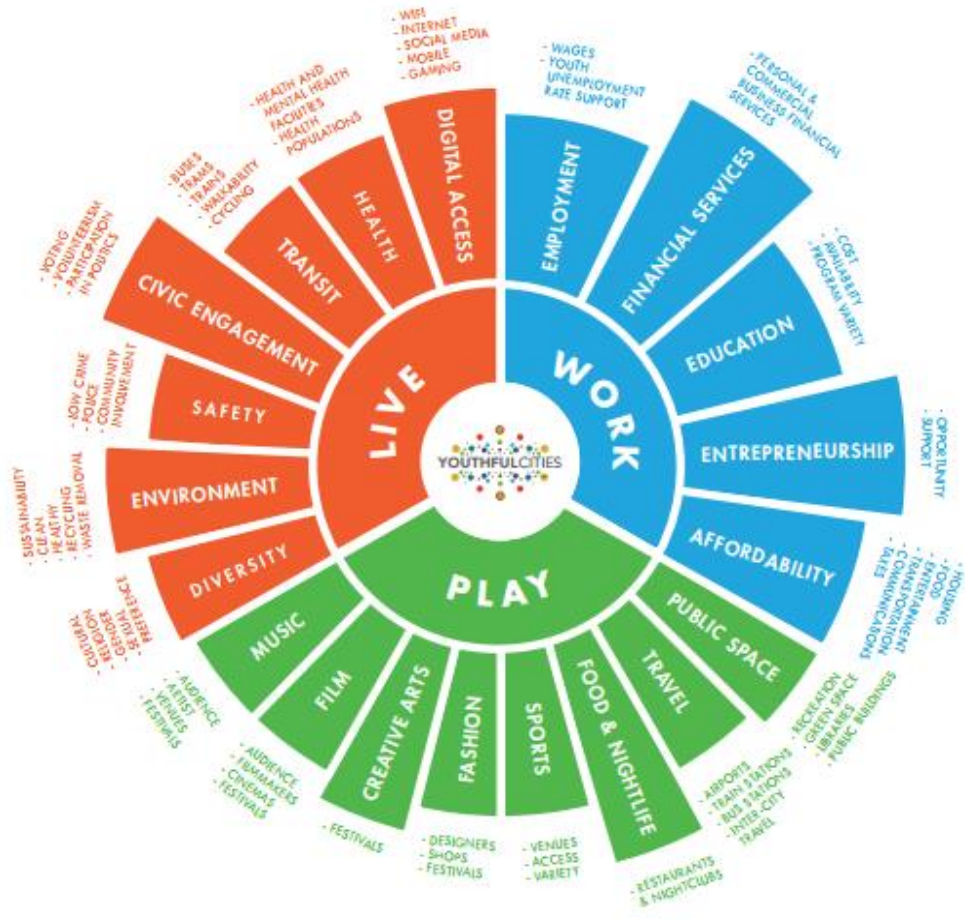 YOUTHFULCITIES
LIVE
DIGITAL ACCESS
- WIFI
- INTERNET
- SOCIAL MEDIA
- MOBILE
- GAMING
HEALTH
- HEALTH AND
MENTAL HEALTH
FACILITIES
- HEALTH
POPULATIONS
TRANSIT
- BUSES
- TRAMS
- TRAINS
- WALKABILITY
- CYCLING
CIVIC ENGAGEMENT
- VOTING
- VOLUNTEERISM
- PARTICIPATION
IN POLITICS
SAFETY
- LOW CRIME
- POLICE
- COMMUNITY
INVOLVEMENT
ENVIRONMENT
- SUSTAINABILITY
- CLEAN
- HEALTHY
- RECYCLING
- WASTE REMOVAL
DIVERSITY
- CULTURAL
- RELIGION
- GENDER
- SEXUAL
PREFERENCE
WORK
EMPLOYMENT
- WAGES
- YOUTH
UNEMPLOYMENT
RATE SUPPORT
FINANCIAL SERVICES
- PERSONAL &
COMMERCIAL
BUSINESS FINANCIAL
SERVICES
EDUCATION
- COST
- AVAILABILITY
- PROGRAM VARIETY
ENTREPRENEURSHIP
- OPPORTUNITY
- SUPPORT
AFFORDABILITY
- HOUSING
- FOOD
- ENTERTAINMENT
- TRANSPORTATION
- COMMUNICATIONS
- TAXES
PLAY
PUBLIC SPACE
- RECREATION
- GREEN SPACE
- LIBRARIES
- PUBLIC BUILDINGS
TRAVEL
- AIRPORTS
- TRAIN STATIONS
- BUS STATIONS
- INTER-CITY
TRAVEL
FOOD & NIGHTLIFE
- RESTAURANTS
& NIGHTCLUBS
SPORTS
- VENUES
- ACCESS
- VARIETY
FASHION
- DESIGNERS
- SHOPS
- FESTIVALS
CREATIVE ARTS
- FESTIVALS
FILM
- AUDIENCE
- FILMMAKERS
- CINEMAS
- FESTIVALS
MUSIC
- AUDIENCE
- ARTIST
- VENUES
- FESTIVALS